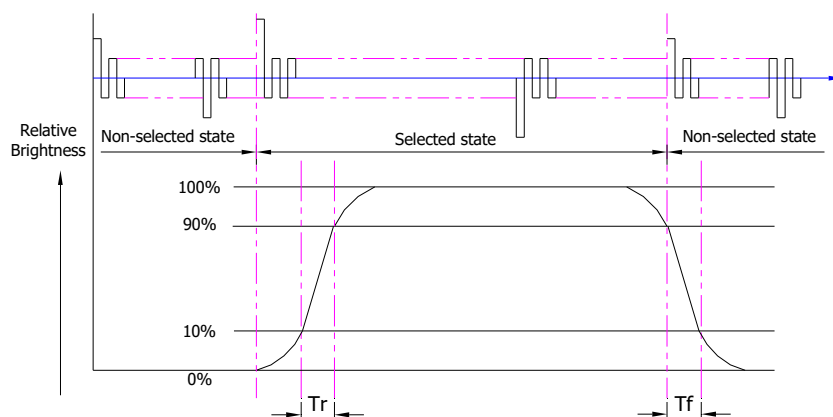 Relative
Brightness
Non-selected state
Selected state
Non-selected state
100%
90%
10%
0%
Tr
Tf